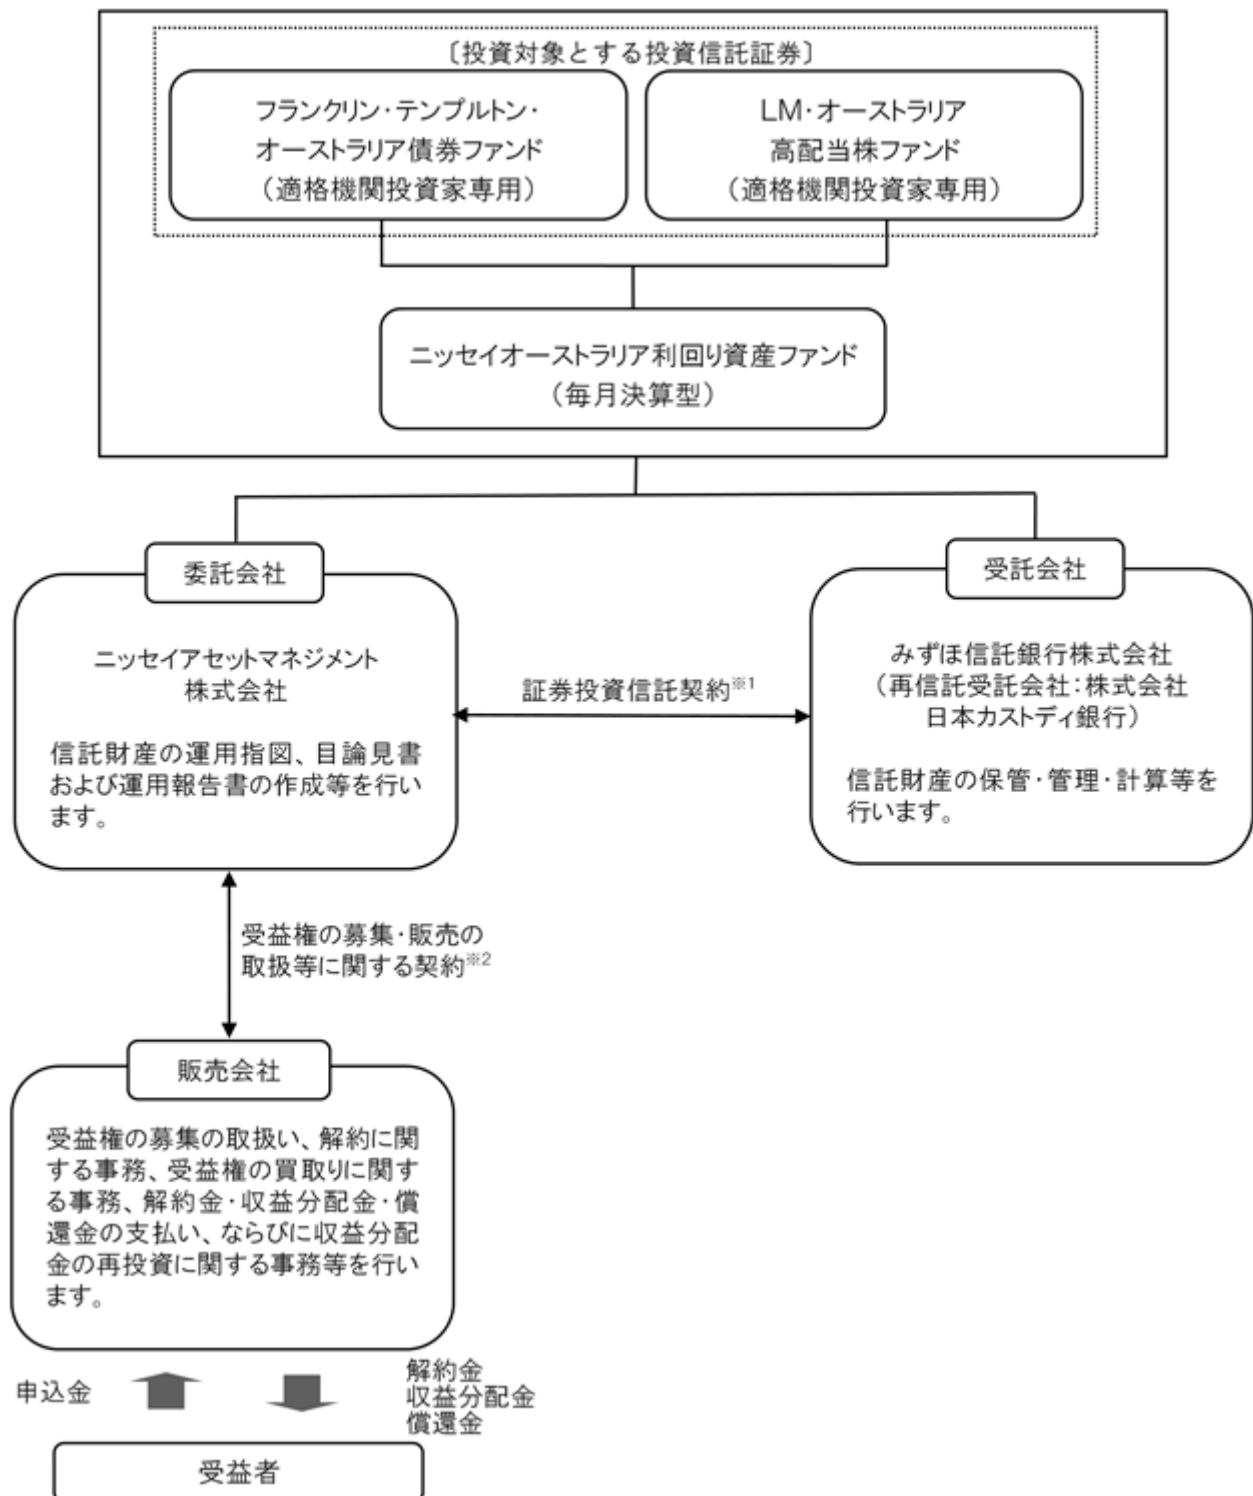 〔投資対象とする投資信託証券〕
フランクリン・テンプルトン・
オーストラリア債券ファンド
（適格機関投資家専用）
LM・オーストラリア
高配当株ファンド
（適格機関投資家専用）
ニッセイオーストラリア利回り資産ファンド
（毎月決算型）
委託会社
ニッセイアセットマネジメント
株式会社
信託財産の運用指図、目論見書
および運用報告書の作成等を行い
ます。
証券投資信託契約※1
受託会社
みずほ信託銀行株式会社
（再信託受託会社：株式会社
日本カストディ銀行）
信託財産の保管・管理・計算等を
行います。
受益権の募集・販売の
取扱等に関する契約※2
販売会社
受益権の募集の取扱い、解約に関
する事務、受益権の買取りに関す
る事務、解約金・収益分配金・償
還金の支払い、ならびに収益分配
金の再投資に関する事務等を行い
ます。
申込金
解約金
収益分配金
償還金
受益者